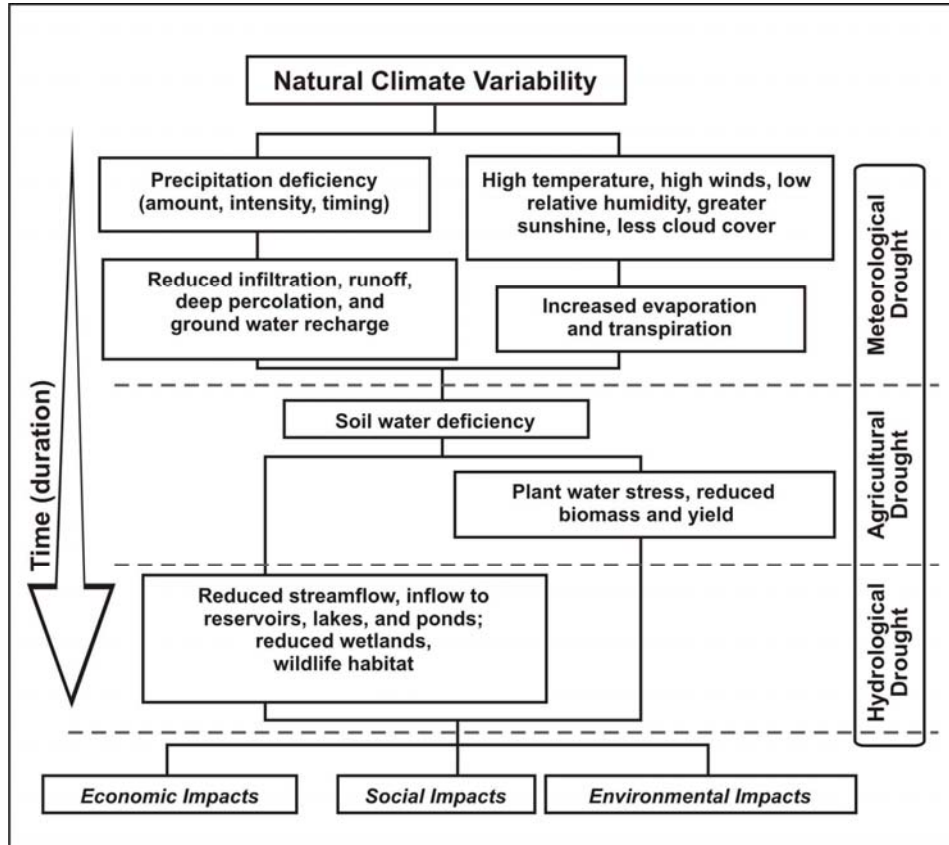 Natural Climate Variability
Precipitation deficiency
(amount, intensity, timing)
High temperature, high winds, low
relative humidity, greater
sunshine, less cloud cover
Reduced infiltration, runoff,
deep percolation, and
ground water recharge
Increased evaporation
and transpiration
Meteorological
Drought
Time (duration)
Soil water deficiency
Plant water stress, reduced
biomass and yield
Agricultural
Drought
Reduced streamflow, inflow to
reservoirs, lakes, and ponds;
reduced wetlands,
wildlife habitat
Hydrological
Drought
Economic Impacts
Social Impacts
Environmental Impacts